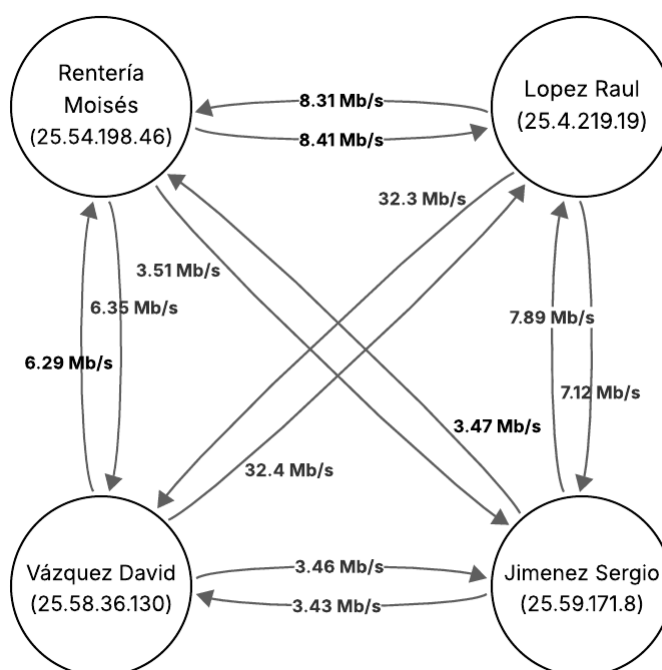 Rentería
Moisés
(25.54.198.46)
Lopez Raul
(25.4.219.19)
8.31 Mb/s
8.41 Mb/s
32.3 Mb/s
3.51 Mb/s
6.35 Mb/s
7.89 Mb/s
6.29 Mb/s
7.12 Mb/s
3.47 Mb/s
32.4 Mb/s
Vázquez David
(25.58.36.130)
3.46 Mb/s
3.43 Mb/s
Jimenez Sergio
(25.59.171.8)